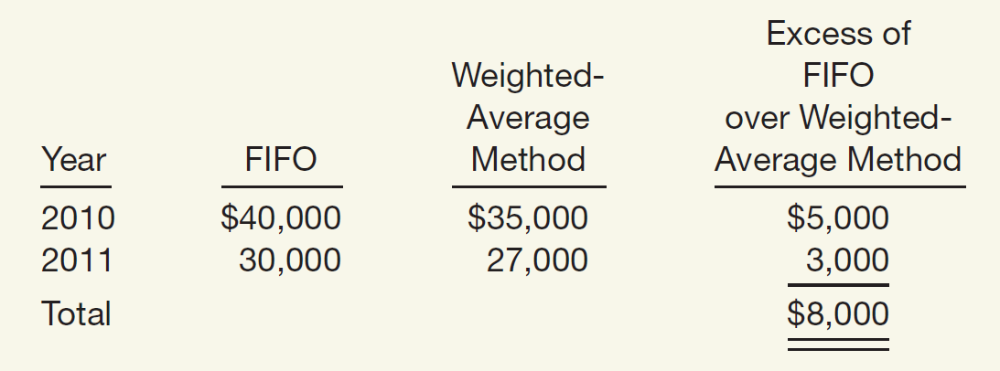 Excess of
Weighted- FIFO
Average over Weighted-
Year FIFO Method Average Method
2010 $40,000 $35,000 $5,000
2011 30,000 27,000 3,000
Total $8,000